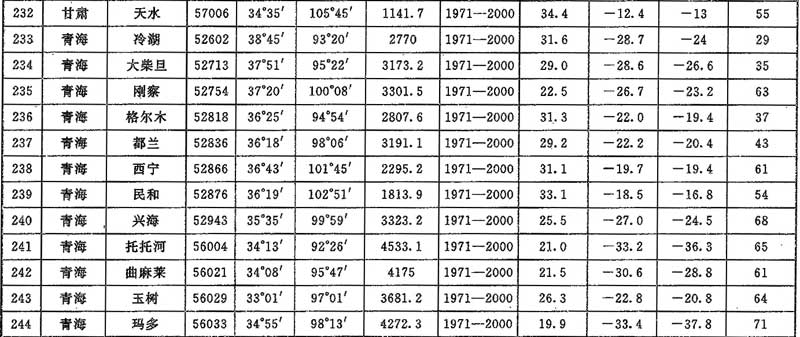 232 甘肃 天水 57006 34°35′ 105°45′ 1141.7 1971—2000 34.4 －12.4 －13 55
233 青海 冷湖 52602 38°45′ 93°20′ 2770 1971—2000 31.6 －28.7 －24 29
234 青海 大柴旦 52713 37°51′ 95°22′ 3173.2 1971—2000 29.0 －28.6 －26.6 35
235 青海 刚察 52754 37°20′ 100°08′ 3301.5 1971—2000 22.5 －26.7 －23.2 63
236 青海 格尔木 52818 36°25′ 94°54′ 2807.6 1971—2000 31.3 －22.0 －19.4 37
237 青海 都兰 52836 36°18′ 98°06′ 3191.1 1971—2000 29.2 －22.2 －20.4 43
238 青海 西宁 52866 36°43′ 101°45′ 2295.2 1971—2000 31.1 －19.7 －19.4 61
239 青海 民和 52876 36°19′ 102°51′ 1813.9 1971—2000 33.1 －18.5 －16.8 54
240 青海 兴海 52943 35°35′ 99°59′ 3323.2 1971—2000 25.5 －27.0 －24.5 68
241 青海 托托河 56004 34°13′ 92°26′ 4533.1 1971—2000 21.0 －33.2 －36.3 65
242 青海 曲麻莱 56021 34°08′ 95°47′ 4175 1971—2000 21.5 －30.6 －28.8 61
243 青海 玉树 56029 33°01′ 97°01′ 3681.2 1971—2000 26.3 －22.8 －20.8 64
244 青海 玛多 56033 34°55′ 98°13′ 4272.3 1971—2000 19.9 －33.4 －37.8 71